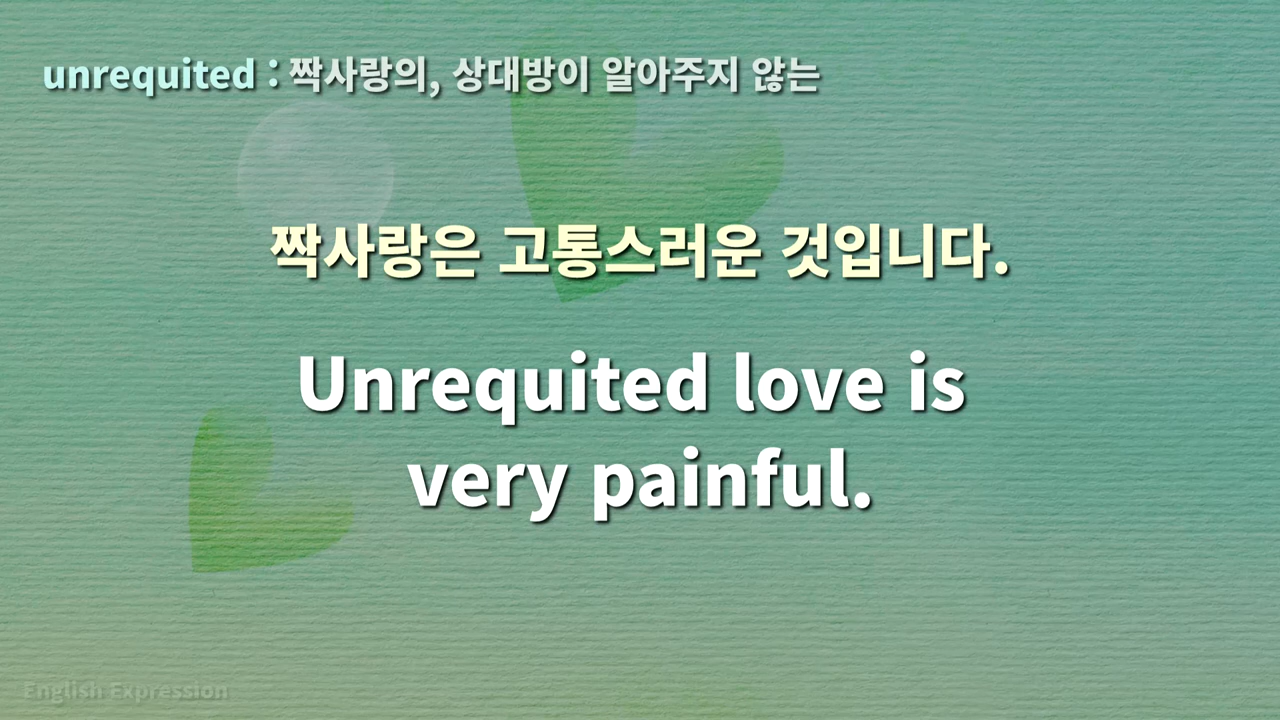 unrequited : 짝사랑의, 상대방이 알아주지 않는
짝사랑은 고통스러운 것입니다.
Unrequited love is
very painful.
English Expression